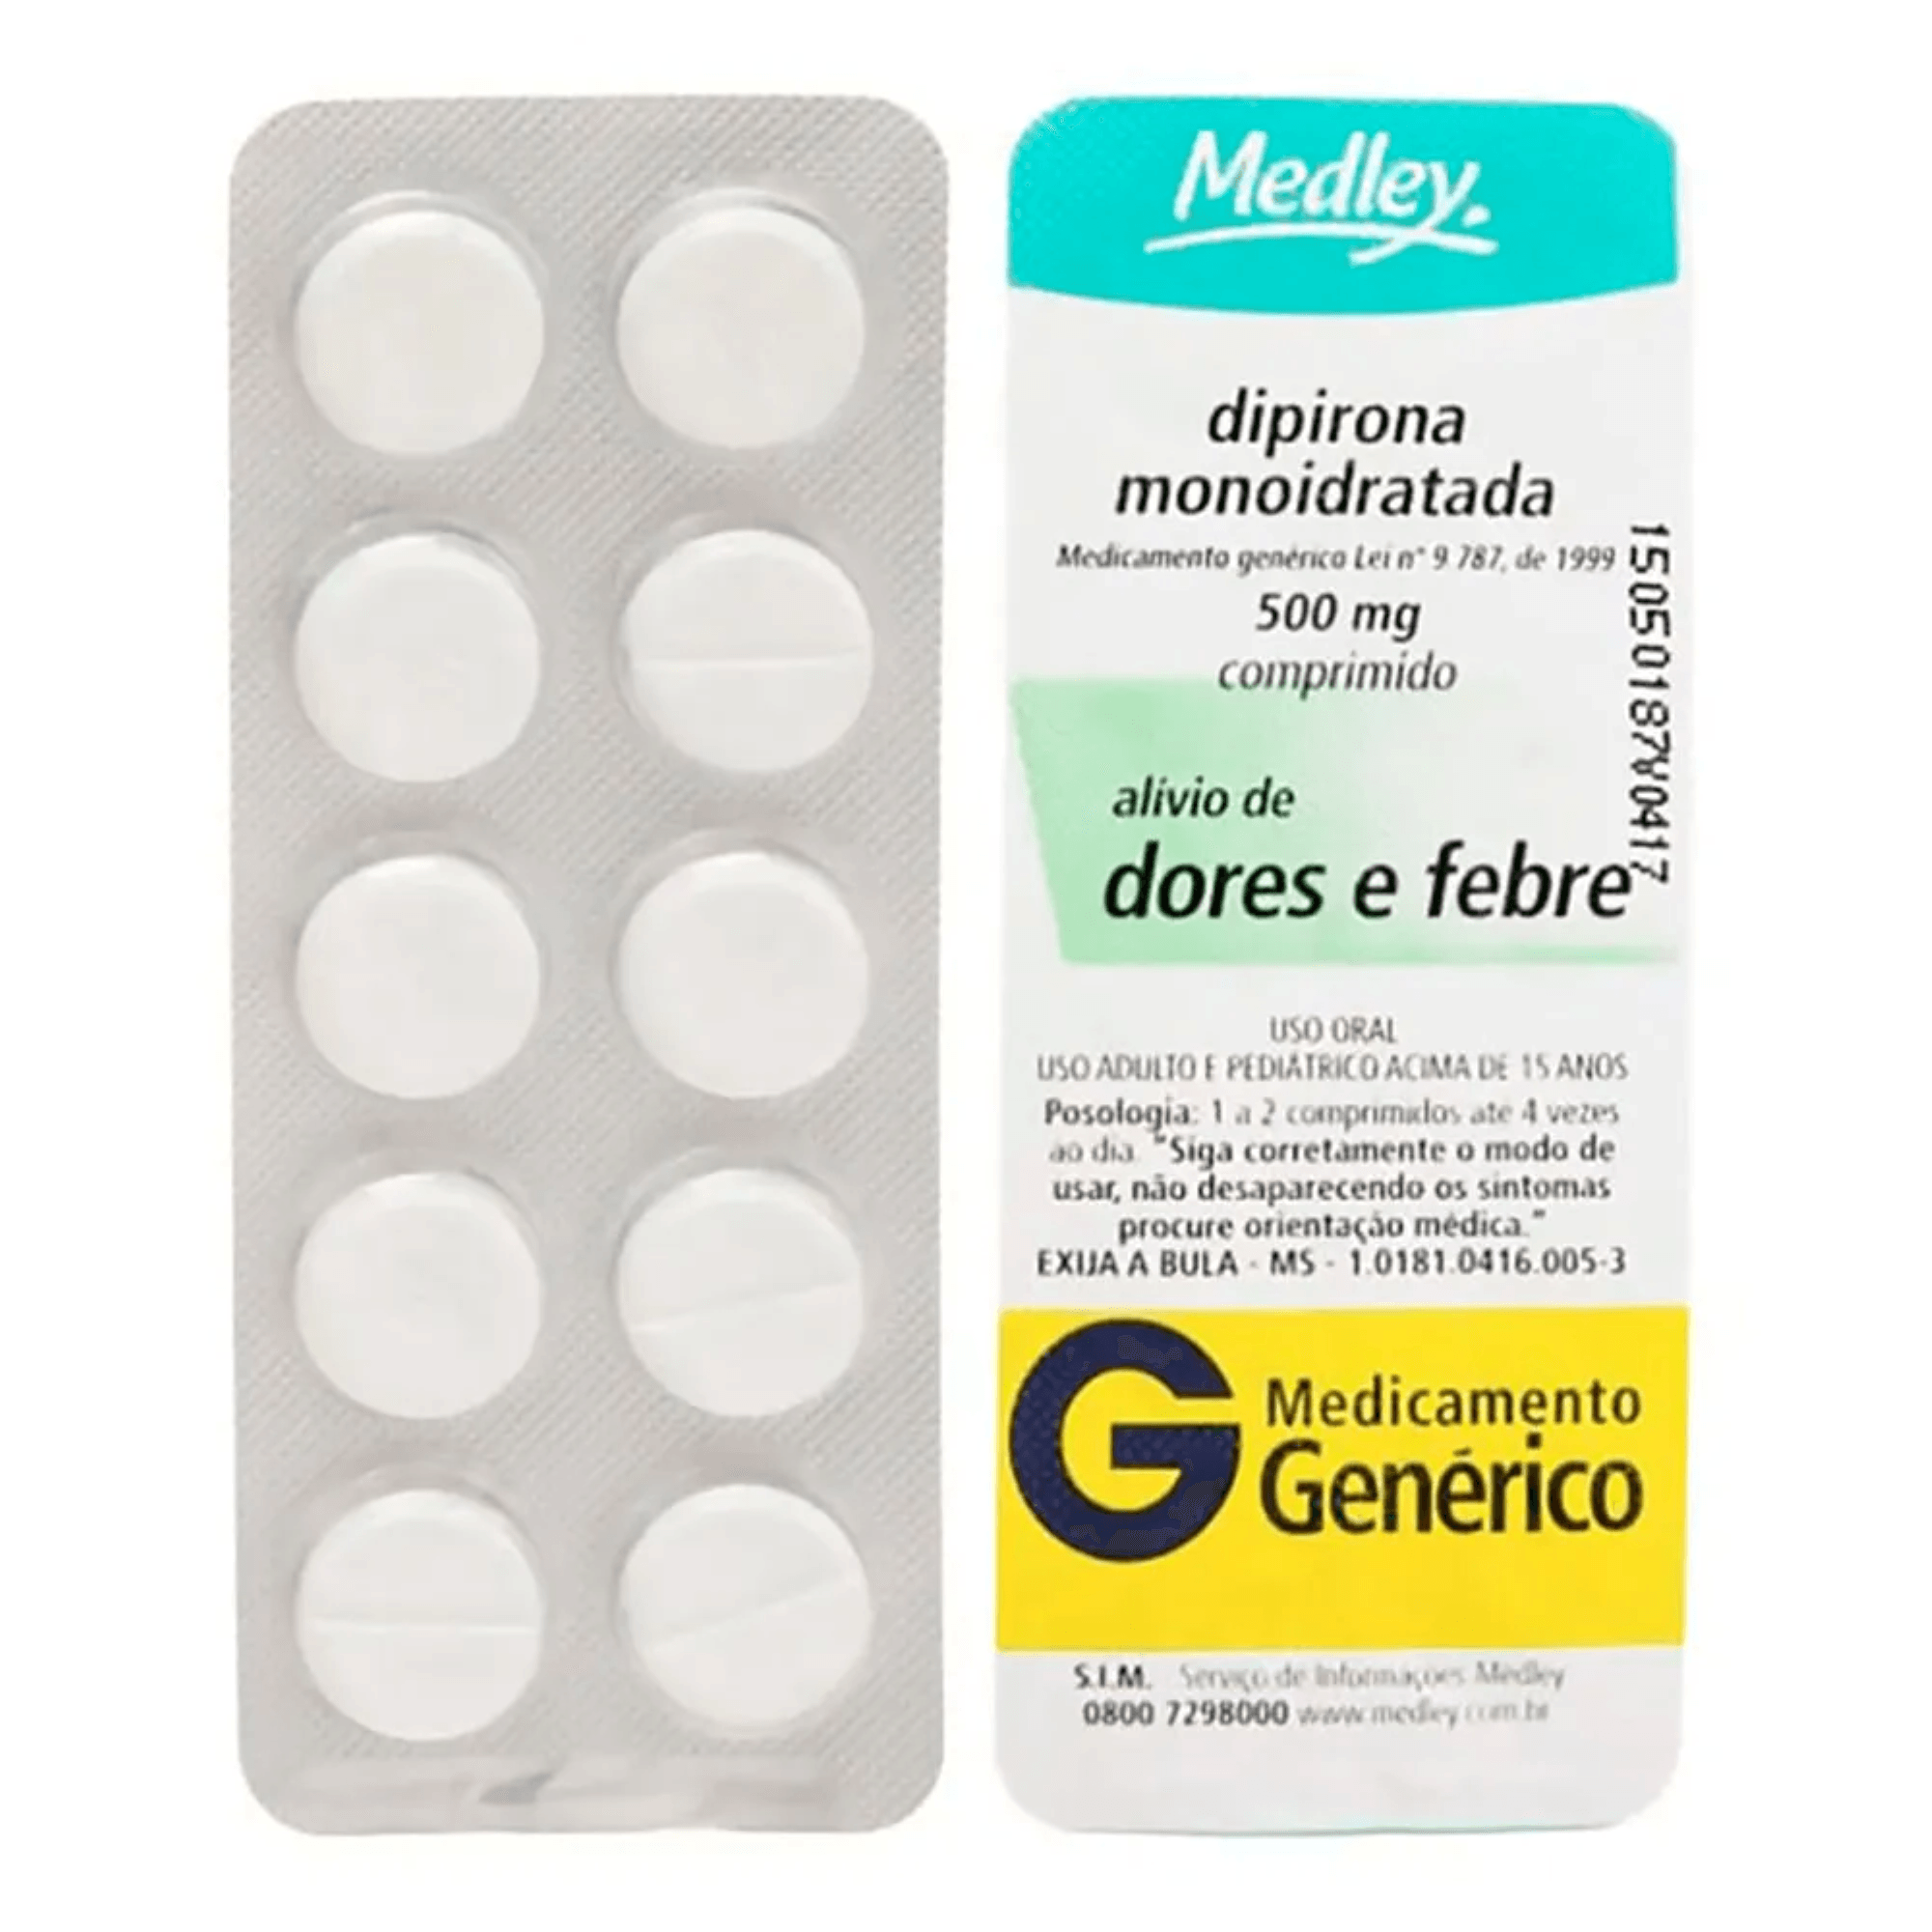 Medley.
dipirona
monoidratada
Medicamento genérico Lei n° 9.787, de 1999
500 mg
comprimido
alívio de
dores e febre
15050187V0417
USO ORAL
USO ADULTO E PEDIÁTRICO ACIMA DE 15 ANOS
Posologia: 1 a 2 comprimidos até 4 vezes
ao dia. "Siga corretamente o modo de
usar, não desaparecendo os sintomas
procure orientação médica."
EXIJA A BULA - MS - 1.0181.0416.005-3
G Medicamento
Genérico
S.I.M. Serviço de Informações Medley
0800 7298000 www.medley.com.br